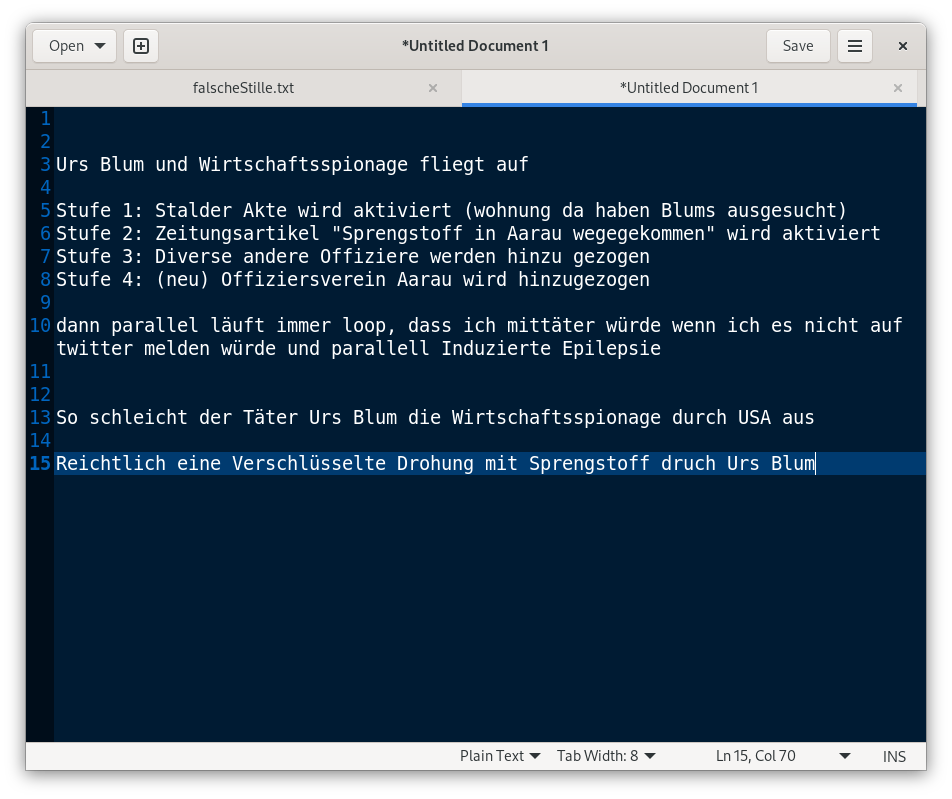 Open
*Untitled Document 1
Save
falscheStille.txt
*Untitled Document 1
1
2
3 Urs Blum und Wirtschaftsspionage fliegt auf
4
5 Stufe 1: Stalder Akte wird aktiviert (wohnung da haben Blums ausgesucht)
6 Stufe 2: Zeitungsartikel "Sprengstoff in Aarau wegegekommen" wird aktiviert
7 Stufe 3: Diverse andere Offiziere werden hinzu gezogen
8 Stufe 4: (neu) Offiziersverein Aarau wird hinzugezogen
9
10 dann parallel läuft immer loop, dass ich mittäter würde wenn ich es nicht auf
twitter melden würde und parallell Induzierte Epilepsie
11
12
13 So schleicht der Täter Urs Blum die Wirtschaftsspionage durch USA aus
14
15 Reichtlich eine Verschlüsselte Drohung mit Sprengstoff druch Urs Blum
Plain Text Tab Width: 8 Ln 15, Col 70 INS